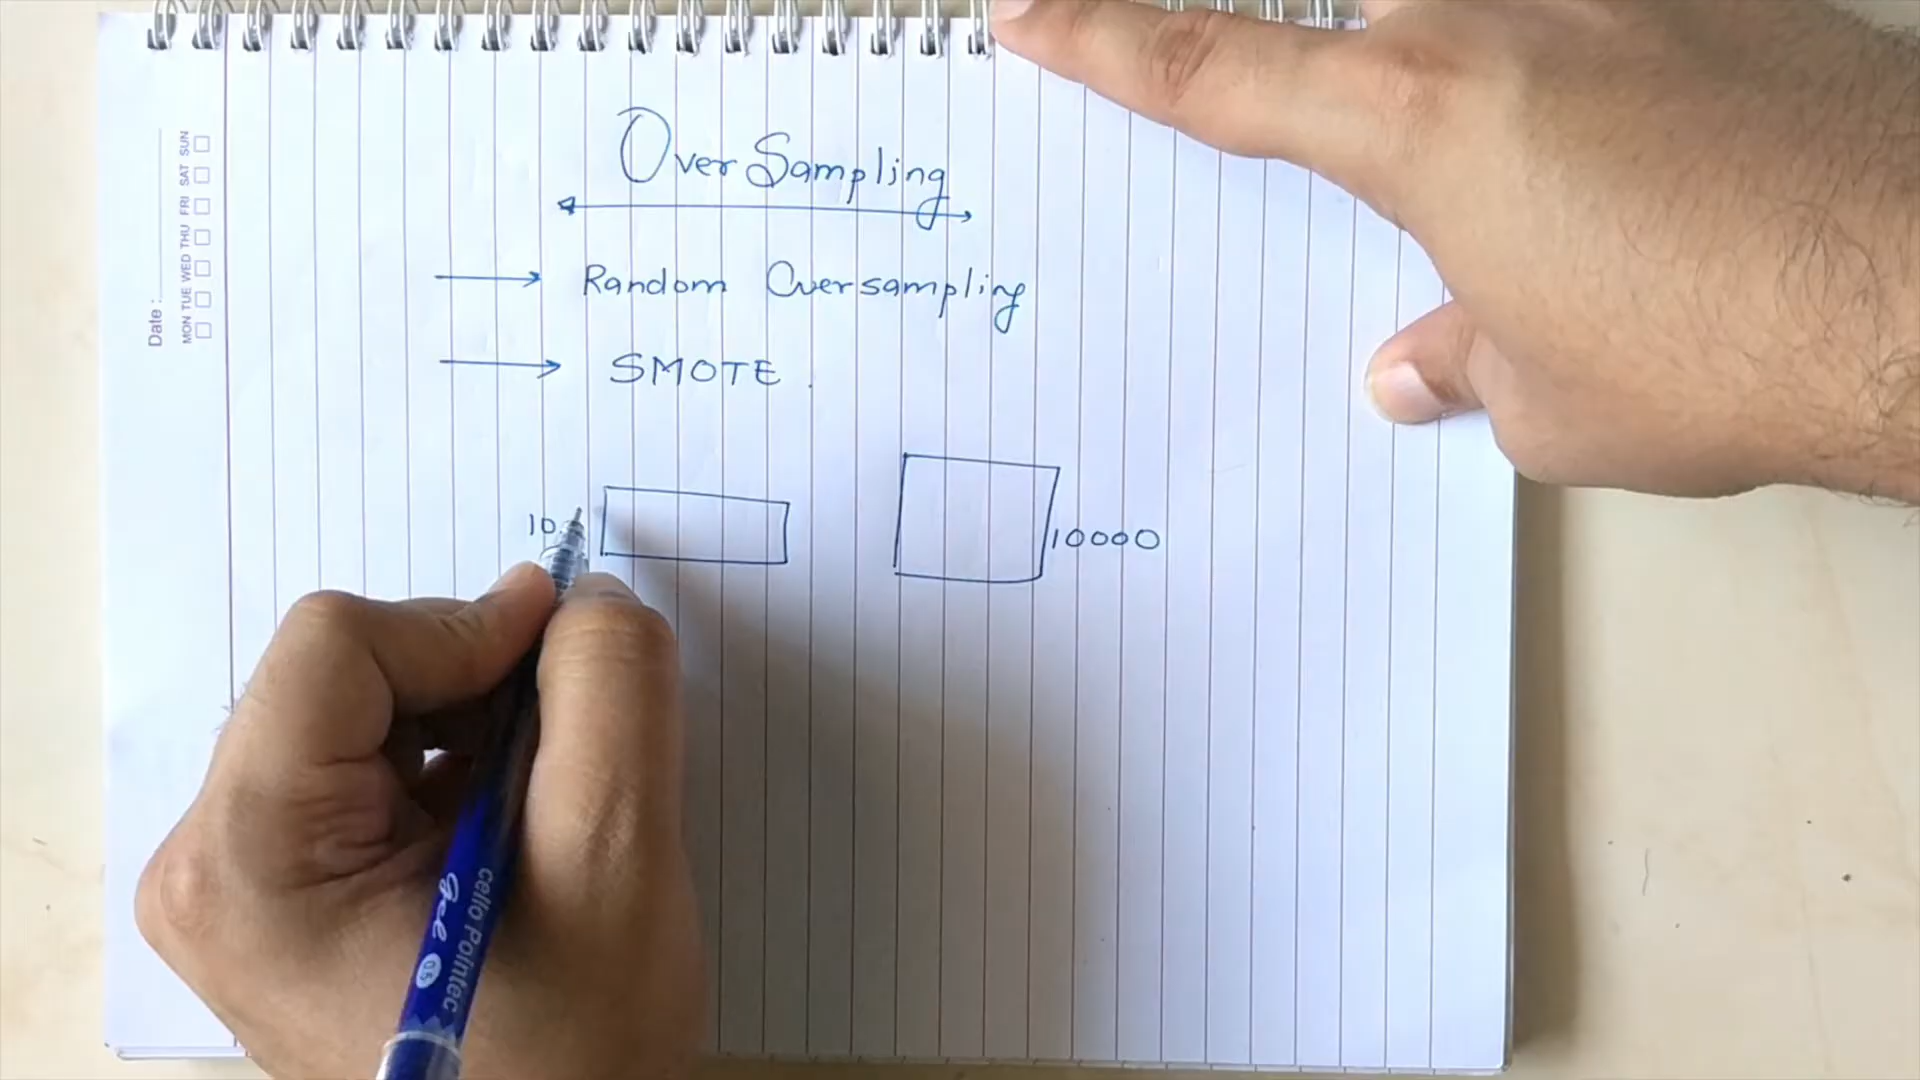 Over Sampling
Random Oversampling
SMOTE
10
10000
Date :
MON TUE WED THU FRI SAT SUN
cello Pointec
gel 0.5